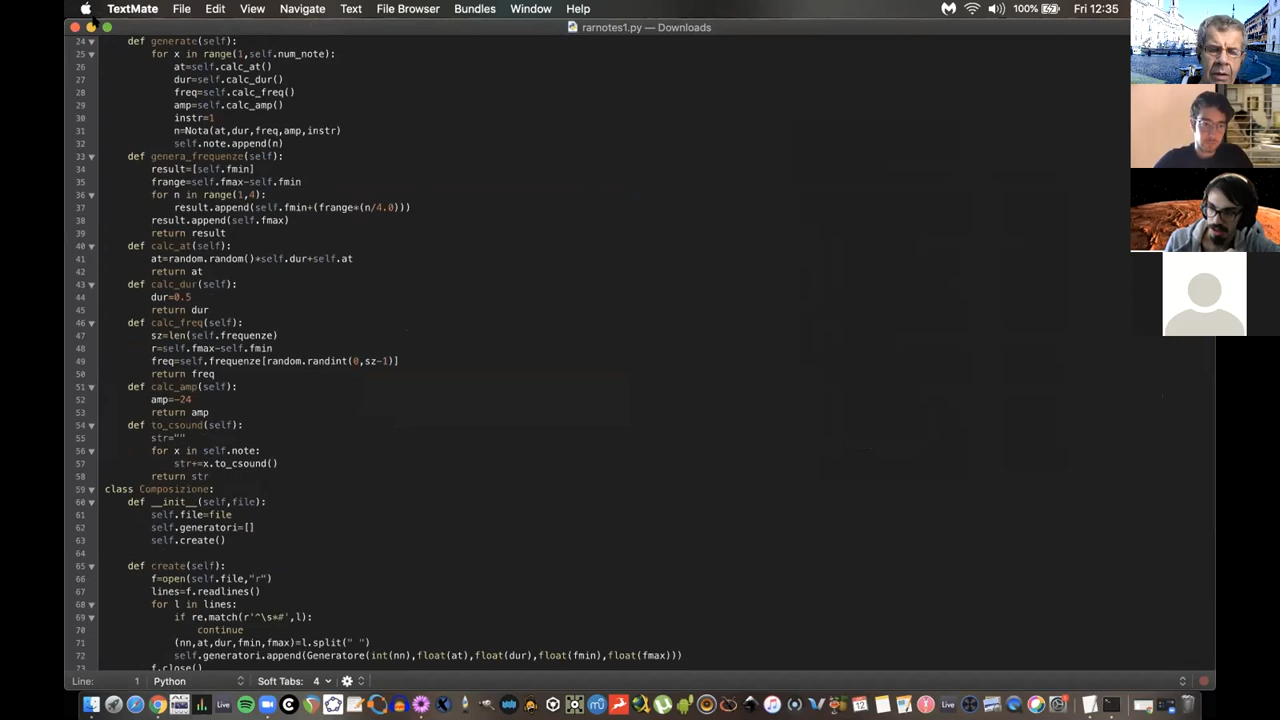 TextMate File Edit View Navigate Text File Browser Bundles Window Help 100% Fri 12:35
rarnotes1.py — Downloads
24 def generate(self):
25 for x in range(1,self.num_note):
26 at=self.calc_at()
27 dur=self.calc_dur()
28 freq=self.calc_freq()
29 amp=self.calc_amp()
30 instr=1
31 n=Nota(at,dur,freq,amp,instr)
32 self.note.append(n)
33 def genera_frequenze(self):
34 result=[self.fmin]
35 frange=self.fmax-self.fmin
36 for n in range(1,4):
37 result.append(self.fmin+(frange*(n/4.0)))
38 result.append(self.fmax)
39 return result
40 def calc_at(self):
41 at=random.random()*self.dur+self.at
42 return at
43 def calc_dur(self):
44 dur=0.5
45 return dur
46 def calc_freq(self):
47 sz=len(self.frequenze)
48 r=self.fmax-self.fmin
49 freq=self.frequenze[random.randint(0,sz-1)]
50 return freq
51 def calc_amp(self):
52 amp=-24
53 return amp
54 def to_csound(self):
55 str=""
56 for x in self.note:
57 str+=x.to_csound()
58 return str
59 class Composizione:
60 def __init__(self,file):
61 self.file=file
62 self.generatori=[]
63 self.create()
64
65 def create(self):
66 f=open(self.file,"r")
67 lines=f.readlines()
68 for l in lines:
69 if re.match(r'^\s*#',l):
70 continue
71 (nn,at,dur,fmin,fmax)=l.split(" ")
72 self.generatori.append(Generatore(int(nn),float(at),float(dur),float(fmin),float(fmax)))
73 f.close()
Line: 1 Python Soft Tabs: 4
Live Live